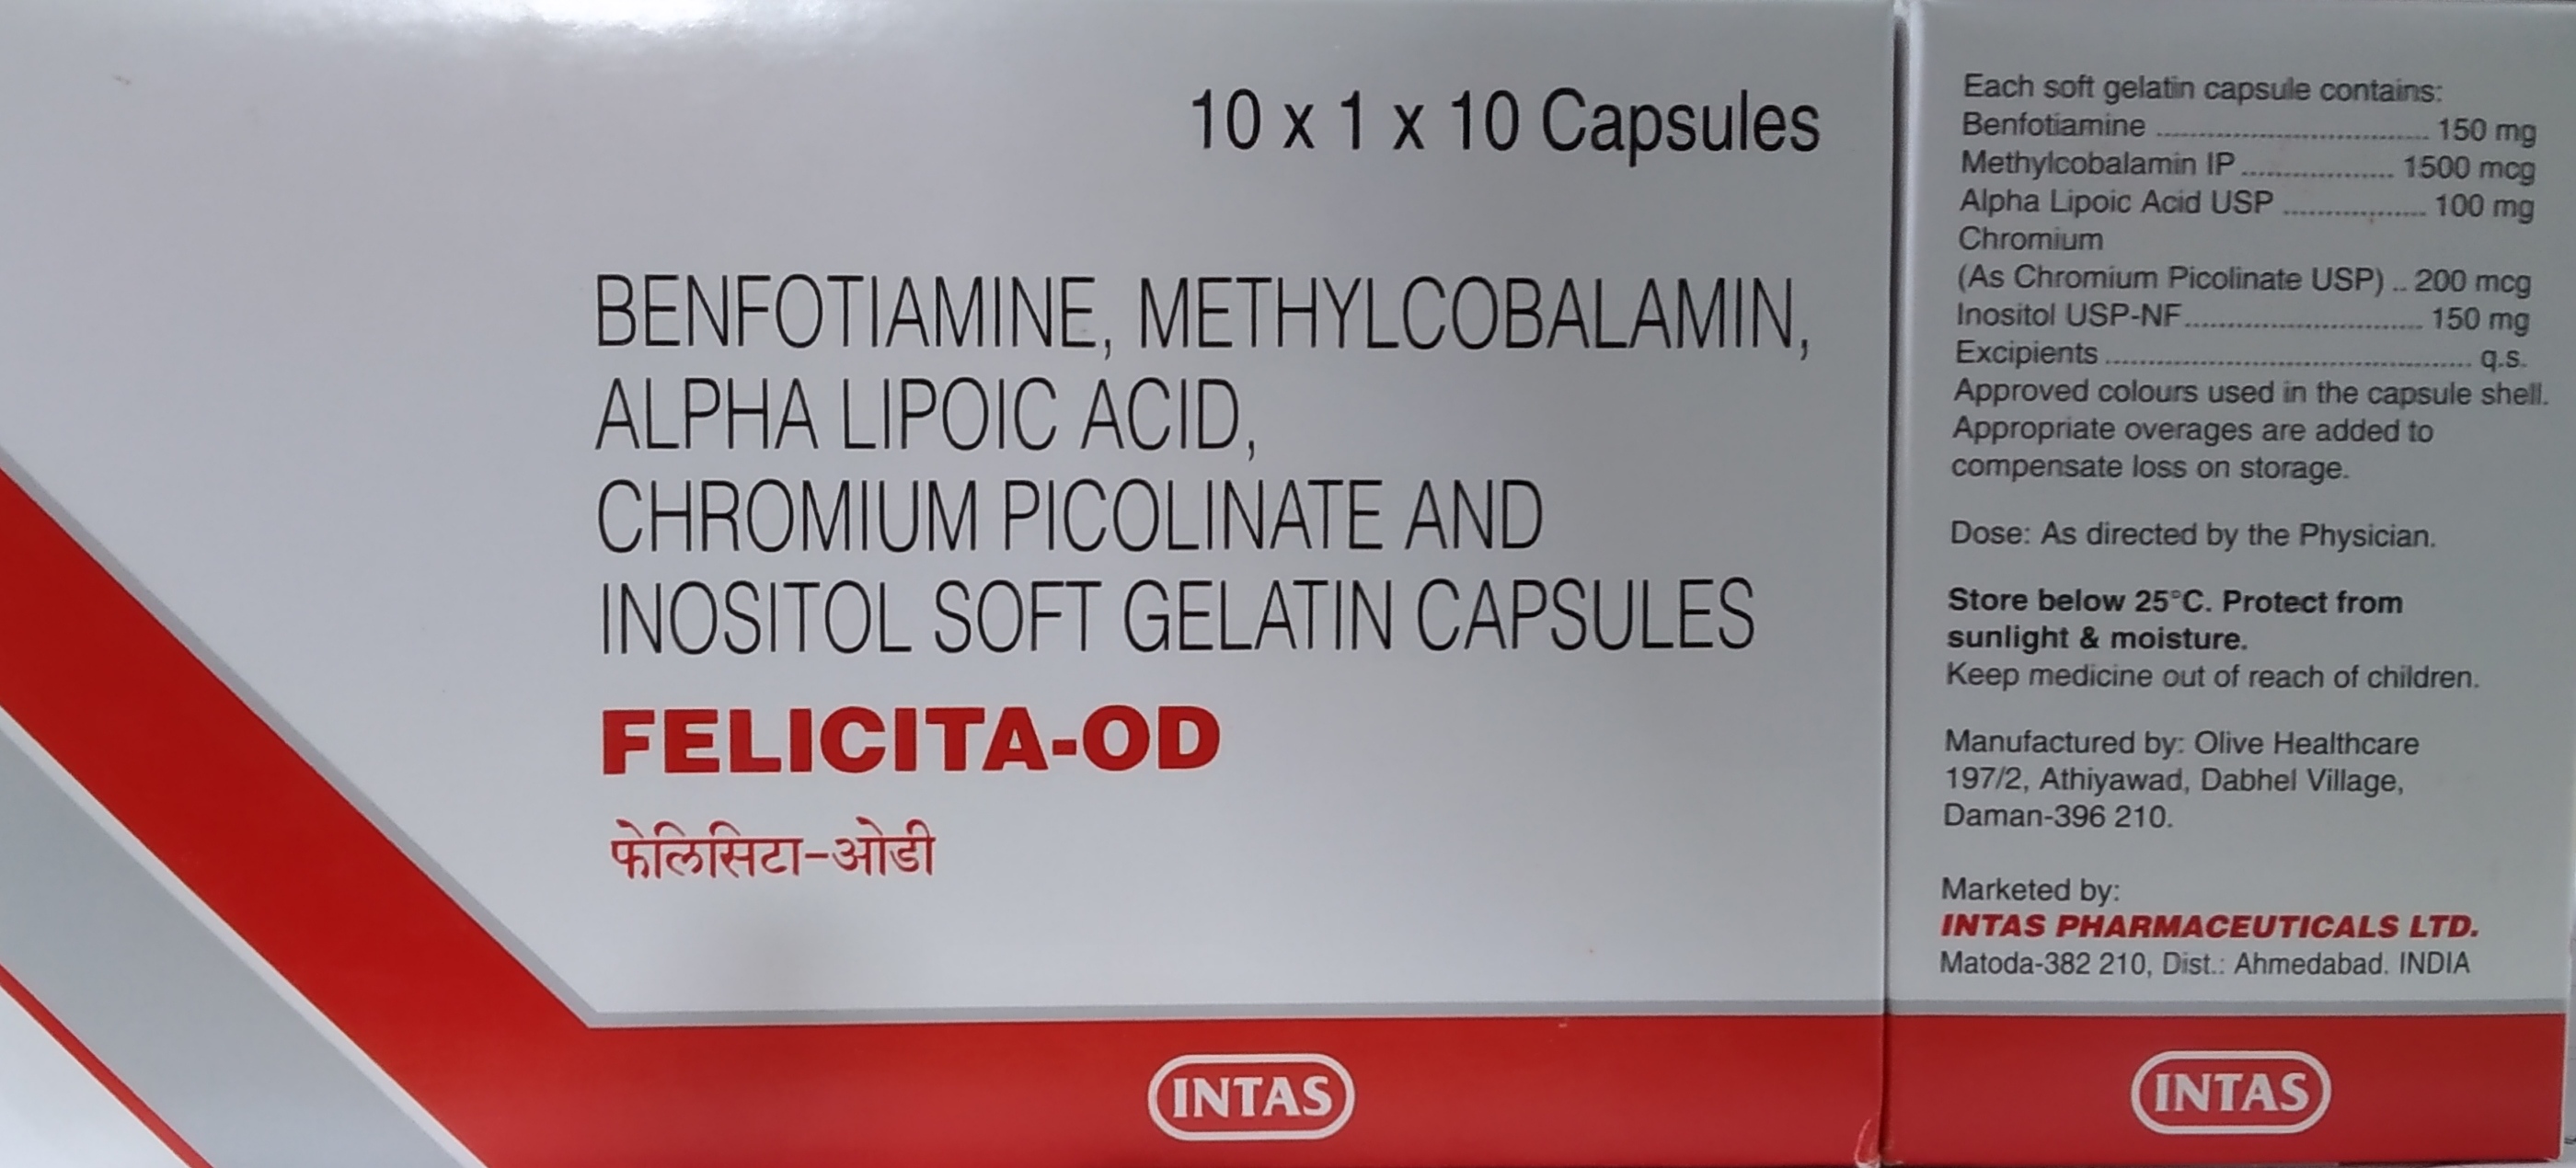 10 x 1 x 10 Capsules
BENFOTIAMINE, METHYLCOBALAMIN,
ALPHA LIPOIC ACID,
CHROMIUM PICOLINATE AND
INOSITOL SOFT GELATIN CAPSULES
FELICITA-OD
फेलिसिटा-ओडी
INTAS
Each soft gelatin capsule contains:
Benfotiamine ................................... 150 mg
Methylcobalamin IP ................... 1500 mcg
Alpha Lipoic Acid USP .................. 100 mg
Chromium
(As Chromium Picolinate USP) .. 200 mcg
Inositol USP-NF .............................. 150 mg
Excipients ............................................... q.s.
Approved colours used in the capsule shell.
Appropriate overages are added to
compensate loss on storage.
Dose: As directed by the Physician.
Store below 25°C. Protect from
sunlight & moisture.
Keep medicine out of reach of children.
Manufactured by: Olive Healthcare
197/2, Athiyawad, Dabhel Village,
Daman-396 210.
Marketed by:
INTAS PHARMACEUTICALS LTD.
Matoda-382 210, Dist.: Ahmedabad. INDIA
INTAS